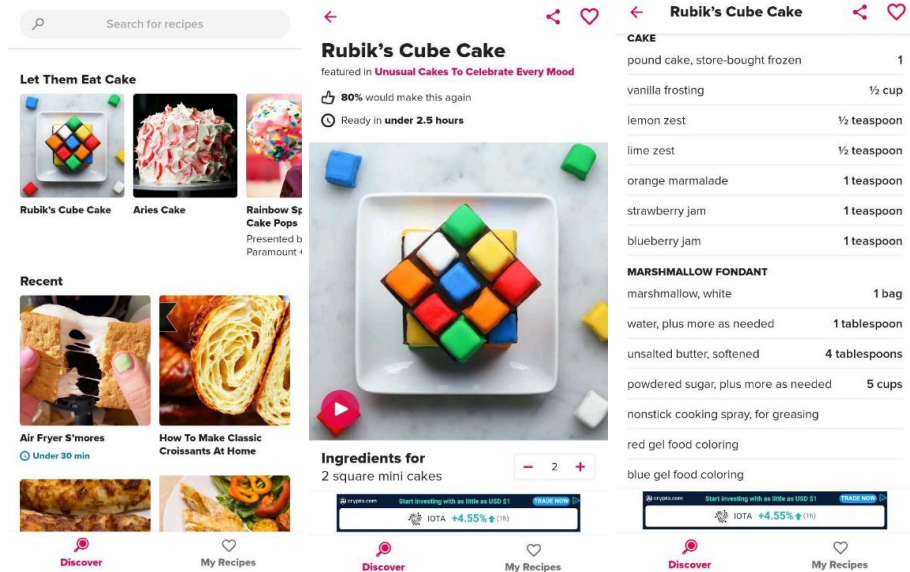 Search for recipes
Let Them Eat Cake
Rubik's Cube Cake
Aries Cake
Rainbow Sp
Cake Pops
Presented b
Paramount +
Recent
Air Fryer S'mores
Under 30 min
How To Make Classic
Croissants At Home
Discover
My Recipes
Rubik's Cube Cake
featured in Unusual Cakes To Celebrate Every Mood
80% would make this again
Ready in under 2.5 hours
Ingredients for
2 square mini cakes
− 2 +
crypto.com Start investing with as little as USD $1 TRADE NOW
IOTA +4.55% (1h)
Discover
My Recipes
Rubik's Cube Cake
CAKE
pound cake, store-bought frozen 1
vanilla frosting ½ cup
lemon zest ½ teaspoon
lime zest ½ teaspoon
orange marmalade 1 teaspoon
strawberry jam 1 teaspoon
blueberry jam 1 teaspoon
MARSHMALLOW FONDANT
marshmallow, white 1 bag
water, plus more as needed 1 tablespoon
unsalted butter, softened 4 tablespoons
powdered sugar, plus more as needed 5 cups
nonstick cooking spray, for greasing
red gel food coloring
blue gel food coloring
crypto.com Start investing with as little as USD $1 TRADE NOW
IOTA +4.55% (1h)
Discover
My Recipes